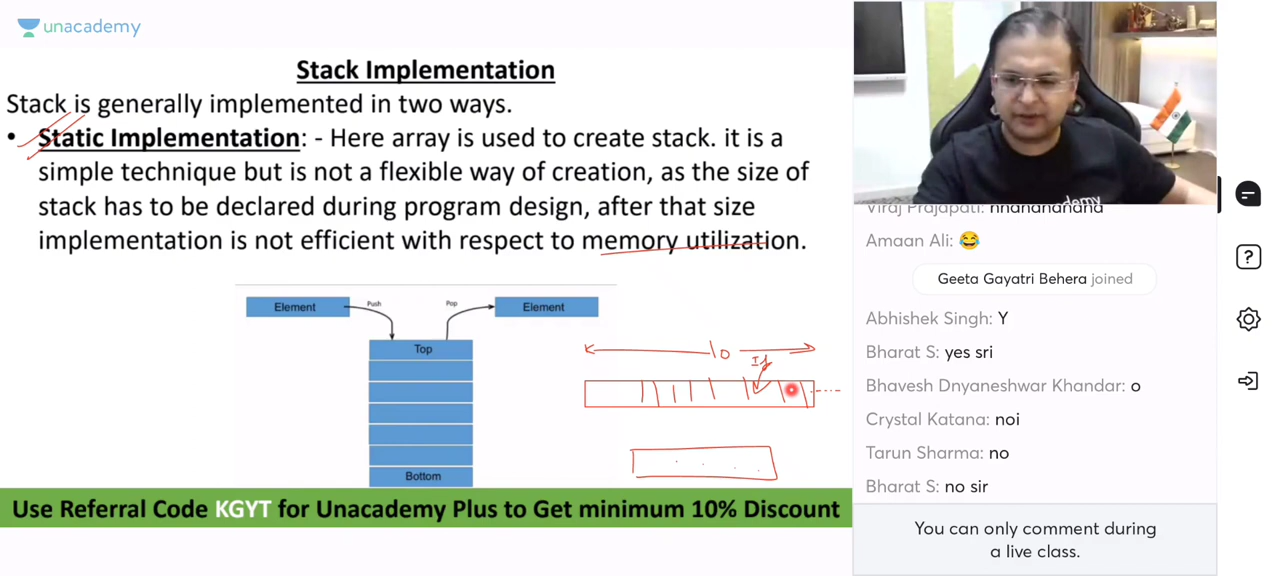 unacademy
Stack Implementation
Stack is generally implemented in two ways.
• Static Implementation: - Here array is used to create stack. it is a
simple technique but is not a flexible way of creation, as the size of
stack has to be declared during program design, after that size
implementation is not efficient with respect to memory utilization.
Element
Push
Pop
Element
Top
Bottom
10
Use Referral Code KGYT for Unacademy Plus to Get minimum 10% Discount
demy
Viraj Prajapati: nnanananana
Amaan Ali: 😂
Geeta Gayatri Behera joined
Abhishek Singh: Y
Bharat S: yes sri
Bhavesh Dnyaneshwar Khandar: o
Crystal Katana: noi
Tarun Sharma: no
Bharat S: no sir
You can only comment during
a live class.
?